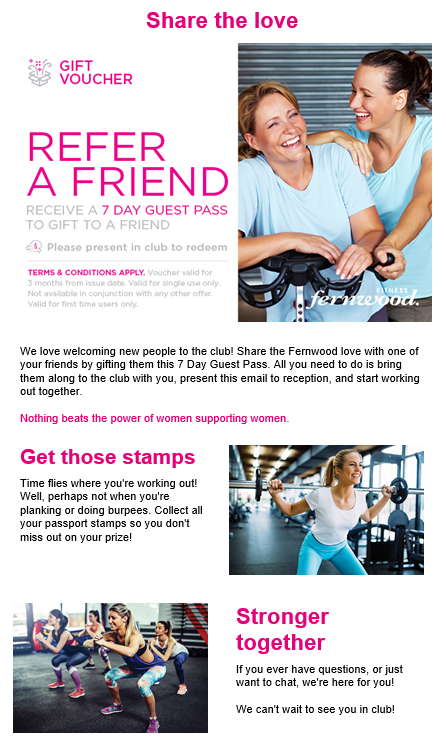 Share the love
GIFT
VOUCHER
REFER
A FRIEND
RECEIVE A 7 DAY GUEST PASS
TO GIFT TO A FRIEND
Please present in club to redeem
TERMS & CONDITIONS APPLY. Voucher valid for
3 months from issue date. Valid for single use only.
Not available in conjunction with any other offer.
Valid for first time users only.
FITNESS
fernwood.
We love welcoming new people to the club! Share the Fernwood love with one of
your friends by gifting them this 7 Day Guest Pass. All you need to do is bring
them along to the club with you, present this email to reception, and start working
out together.
Nothing beats the power of women supporting women.
Get those stamps
Time flies where you're working out!
Well, perhaps not when you're
planking or doing burpees. Collect all
your passport stamps so you don't
miss out on your prize!
Stronger
together
If you ever have questions, or just
want to chat, we're here for you!
We can't wait to see you in club!